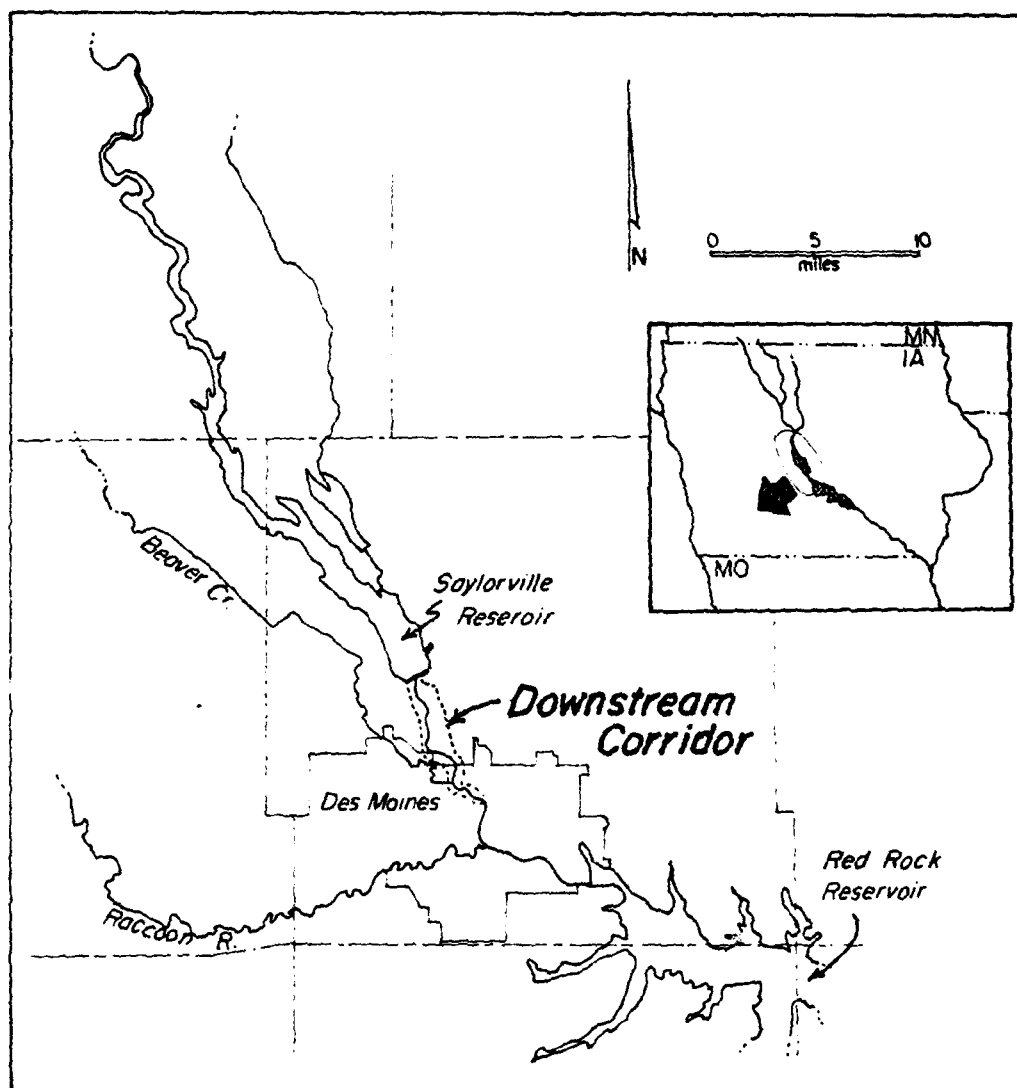 N
0 5 10
miles
MN
IA
MO
Beaver Cr.
Saylorville
Reseroir
Downstream
Corridor
Des Moines
Red Rock
Reservoir
Raccoon R.